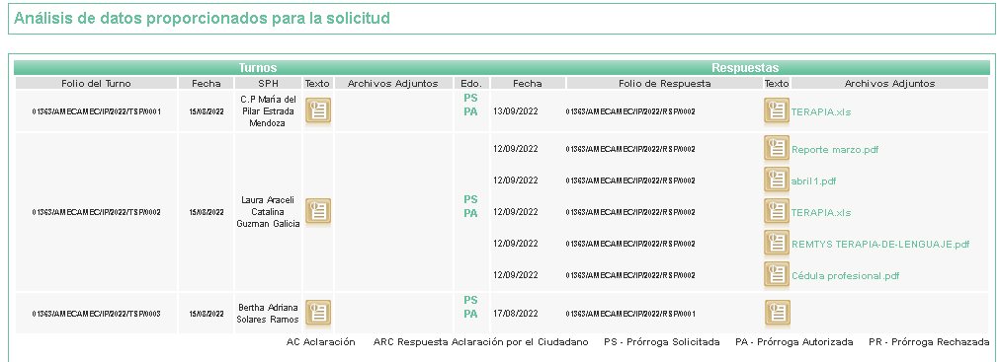 Análisis de datos proporcionados para la solicitud
Turnos Respuestas
Folio del Turno Fecha SPH Texto Archivos Adjuntos Edo. Fecha Folio de Respuesta Texto Archivos Adjuntos
01363/AMECAMEC/IP/2022/TSP/0001 15/08/2022 C.P María del Pilar Estrada Mendoza PS PA 13/09/2022 01363/AMECAMEC/IP/2022/RSP/0002 TERAPIA.xls
01363/AMECAMEC/IP/2022/TSP/0002 15/08/2022 Laura Araceli Catalina Guzman Galicia PS PA
12/09/2022 01363/AMECAMEC/IP/2022/RSP/0002 Reporte marzo.pdf
12/09/2022 01363/AMECAMEC/IP/2022/RSP/0002 abril1.pdf
12/09/2022 01363/AMECAMEC/IP/2022/RSP/0002 TERAPIA.xls
12/09/2022 01363/AMECAMEC/IP/2022/RSP/0002 REMTYS TERAPIA-DE-LENGUAJE.pdf
12/09/2022 01363/AMECAMEC/IP/2022/RSP/0002 Cédula profesional.pdf
01363/AMECAMEC/IP/2022/TSP/0003 15/08/2022 Bertha Adriana Solares Ramos PS PA 17/08/2022 01363/AMECAMEC/IP/2022/RSP/0001
AC Aclaración ARC Respuesta Aclaración por el Ciudadano PS - Prórroga Solicitada PA - Prórroga Autorizada PR - Prórroga Rechazada